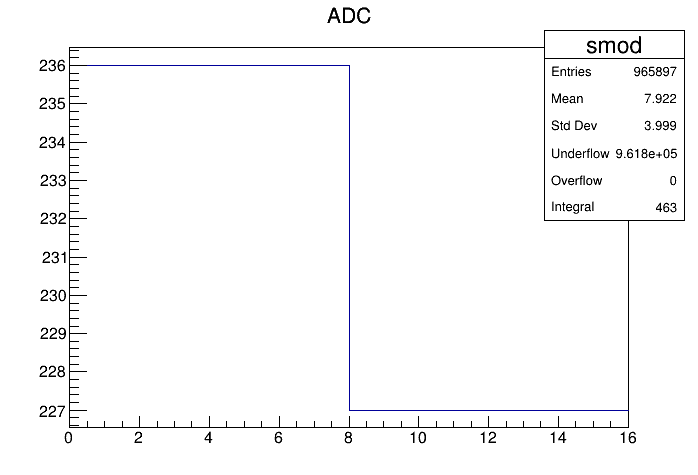 ADC
smod
Entries 965897
Mean 7.922
Std Dev 3.999
Underflow 9.618e+05
Overflow 0
Integral 463
236
235
234
233
232
231
230
229
228
227
0 2 4 6 8 10 12 14 16